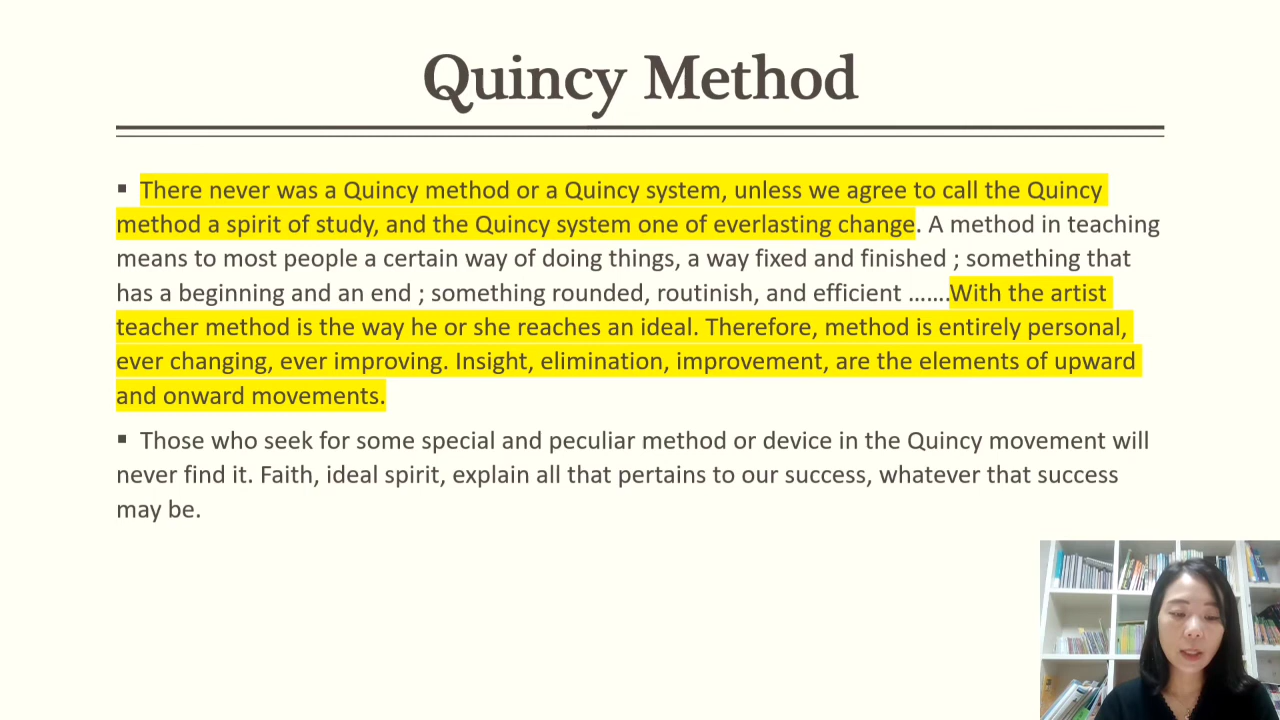 Quincy Method
▪ There never was a Quincy method or a Quincy system, unless we agree to call the Quincy
method a spirit of study, and the Quincy system one of everlasting change. A method in teaching
means to most people a certain way of doing things, a way fixed and finished ; something that
has a beginning and an end ; something rounded, routinish, and efficient …….With the artist
teacher method is the way he or she reaches an ideal. Therefore, method is entirely personal,
ever changing, ever improving. Insight, elimination, improvement, are the elements of upward
and onward movements.
▪ Those who seek for some special and peculiar method or device in the Quincy movement will
never find it. Faith, ideal spirit, explain all that pertains to our success, whatever that success
may be.